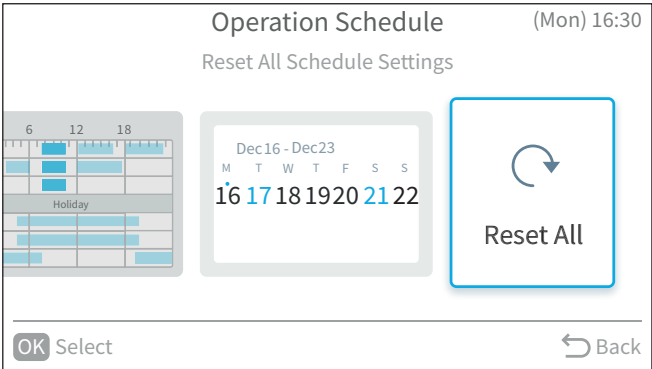 Operation Schedule
(Mon) 16:30
Reset All Schedule Settings
6 12 18
Holiday
Dec16 - Dec23
M T W T F S S
16 17 18 19 20 21 22
Reset All
OK Select
Back